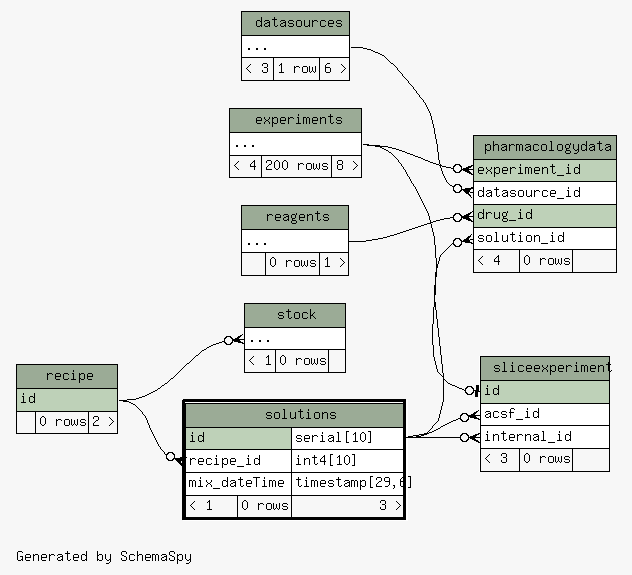 datasources
...
< 3 1 row 6 >
experiments
...
< 4 200 rows 8 >
pharmacologydata
experiment_id
datasource_id
drug_id
solution_id
< 4 0 rows
reagents
...
0 rows 1 >
stock
...
< 1 0 rows
recipe
id
0 rows 2 >
sliceexperiment
id
acsf_id
internal_id
< 3 0 rows
solutions
id serial[10]
recipe_id int4[10]
mix_dateTime timestamp[29,6]
< 1 0 rows 3 >
Generated by SchemaSpy